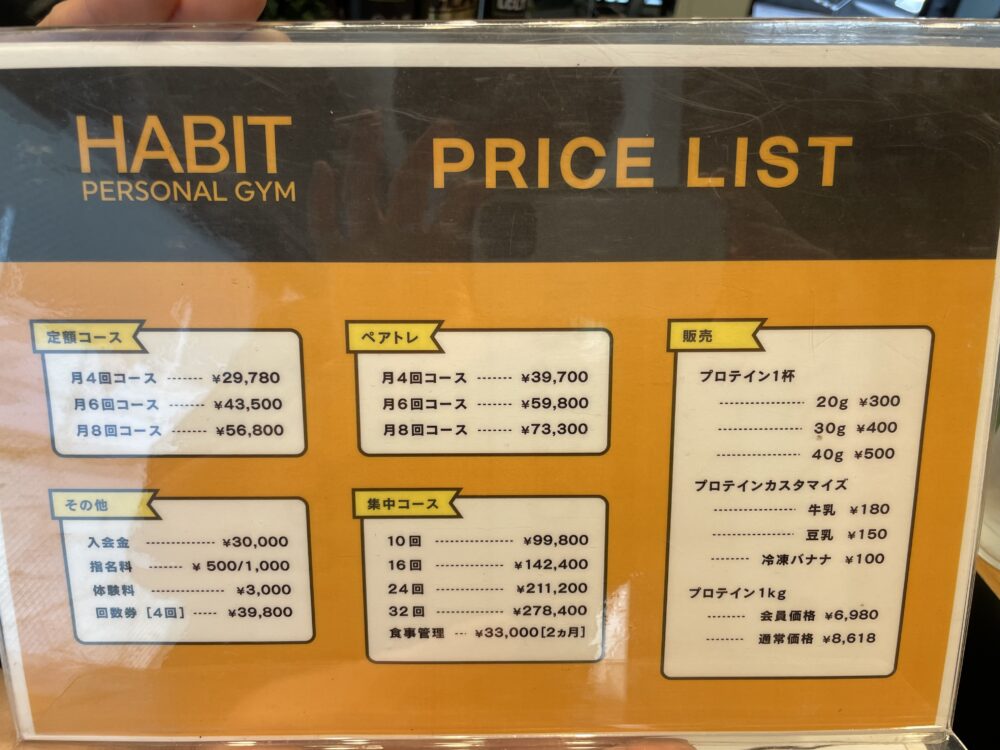 HABIT
PERSONAL GYM
PRICE LIST
定額コース
月4回コース ------- ¥29,780
月6回コース ------- ¥43,500
月8回コース ------- ¥56,800
ペアトレ
月4回コース ------ ¥39,700
月6回コース ------ ¥59,800
月8回コース ------ ¥73,300
販売
プロテイン1杯
---------------- 20g ¥300
---------------- 30g ¥400
---------------- 40g ¥500
プロテインカスタマイズ
--------------- 牛乳 ¥180
--------------- 豆乳 ¥150
------- 冷凍バナナ ¥100
プロテイン1kg
------- 会員価格 ¥6,980
------- 通常価格 ¥8,618
その他
入会金 ------------- ¥30,000
指名料 ------- ¥ 500/1,000
体験料 --------------- ¥3,000
回数券 [4回] ---- ¥39,800
集中コース
10回 --------------- ¥99,800
16回 -------------- ¥142,400
24回 -------------- ¥211,200
32回 -------------- ¥278,400
食事管理 -- ¥33,000[2ヵ月]